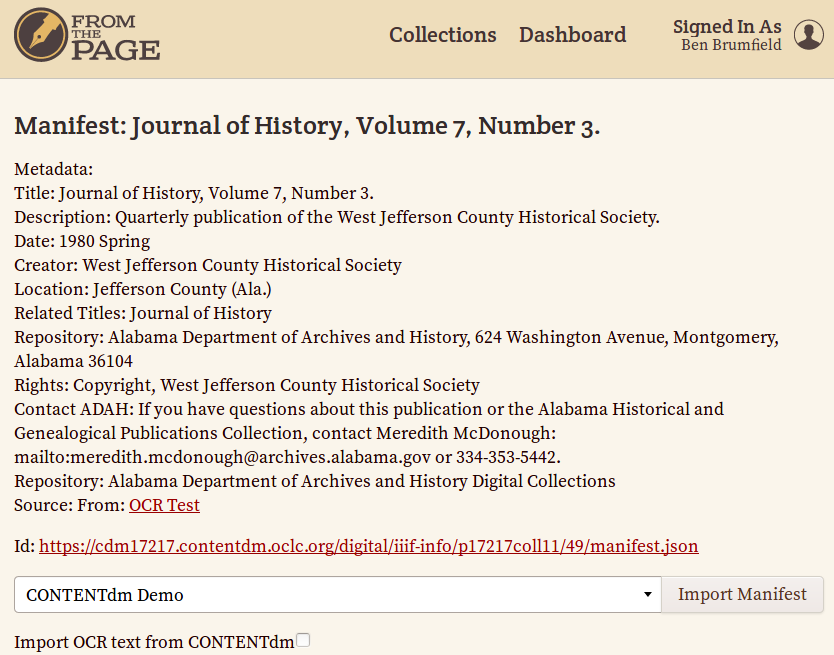 FROM
THE
PAGE
Collections
Dashboard
Signed In As
Ben Brumfield
Manifest: Journal of History, Volume 7, Number 3.
Metadata:
Title: Journal of History, Volume 7, Number 3.
Description: Quarterly publication of the West Jefferson County Historical Society.
Date: 1980 Spring
Creator: West Jefferson County Historical Society
Location: Jefferson County (Ala.)
Related Titles: Journal of History
Repository: Alabama Department of Archives and History, 624 Washington Avenue, Montgomery,
Alabama 36104
Rights: Copyright, West Jefferson County Historical Society
Contact ADAH: If you have questions about this publication or the Alabama Historical and
Genealogical Publications Collection, contact Meredith McDonough:
mailto:meredith.mcdonough@archives.alabama.gov or 334-353-5442.
Repository: Alabama Department of Archives and History Digital Collections
Source: From: OCR Test
Id: https://cdm17217.contentdm.oclc.org/digital/iiif-info/p17217coll11/49/manifest.json
CONTENTdm Demo
Import Manifest
Import OCR text from CONTENTdm